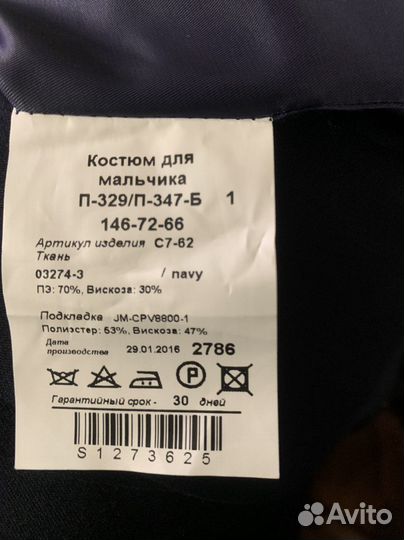 Костюм для
мальчика
П-329/П-347-Б 1
146-72-66
Артикул изделия С7-62
Ткань
03274-3 / navy
ПЭ: 70%, Вискоза: 30%
Подкладка JM-CPV8800-1
Полиэстер: 53%, Вискоза: 47%
Дата
производства 29.01.2016 2786
P
Гарантийный срок - 30 дней
S1273625
Avito